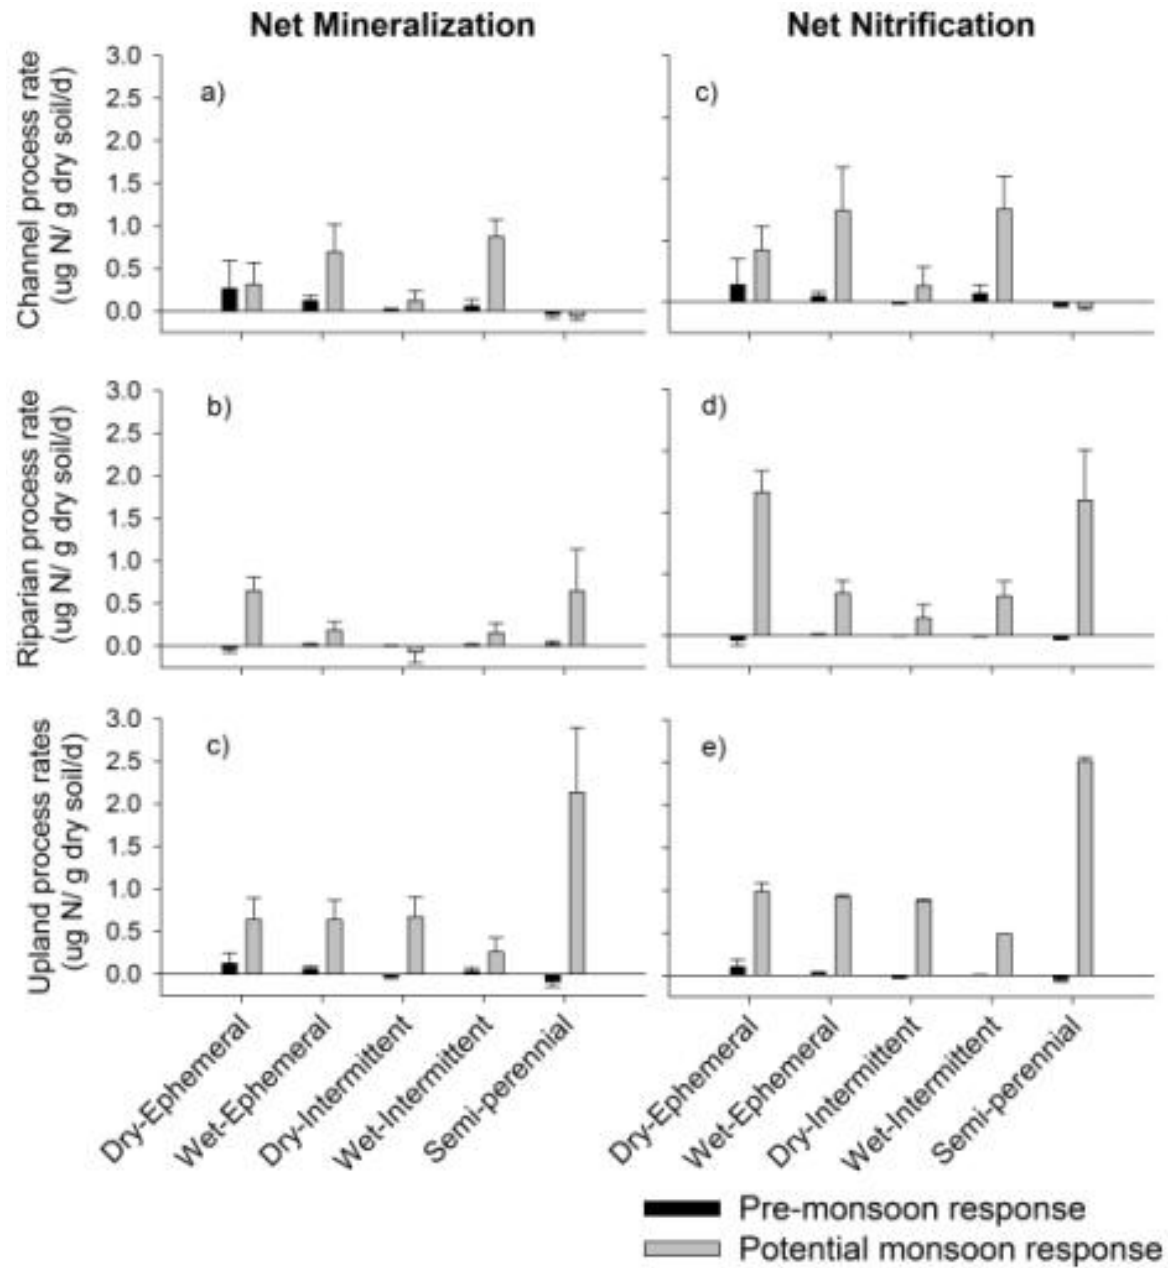 Net Mineralization
Net Nitrification
Channel process rate
(ug N/ g dry soil/d)
3.0
2.5
2.0
1.5
1.0
0.5
0.0
a)
c)
Riparian process rate
(ug N/ g dry soil/d)
3.0
2.5
2.0
1.5
1.0
0.5
0.0
b)
d)
Upland process rates
(ug N/ g dry soil/d)
3.0
2.5
2.0
1.5
1.0
0.5
0.0
c)
e)
Dry-Ephemeral
Wet-Ephemeral
Dry-Intermittent
Wet-Intermittent
Semi-perennial
Dry-Ephemeral
Wet-Ephemeral
Dry-Intermittent
Wet-Intermittent
Semi-perennial
Pre-monsoon response
Potential monsoon response